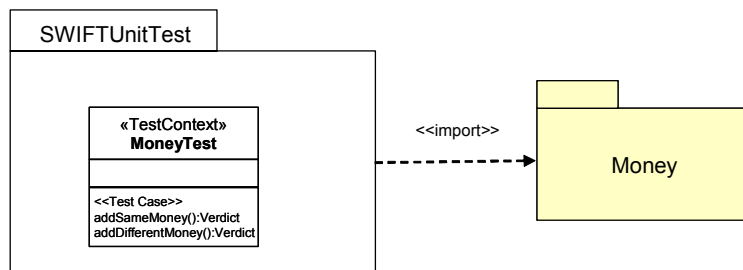 SWIFTUnitTest
«TestContext»
MoneyTest
<<Test Case>>
addSameMoney():Verdict
addDifferentMoney():Verdict
<<import>>
Money